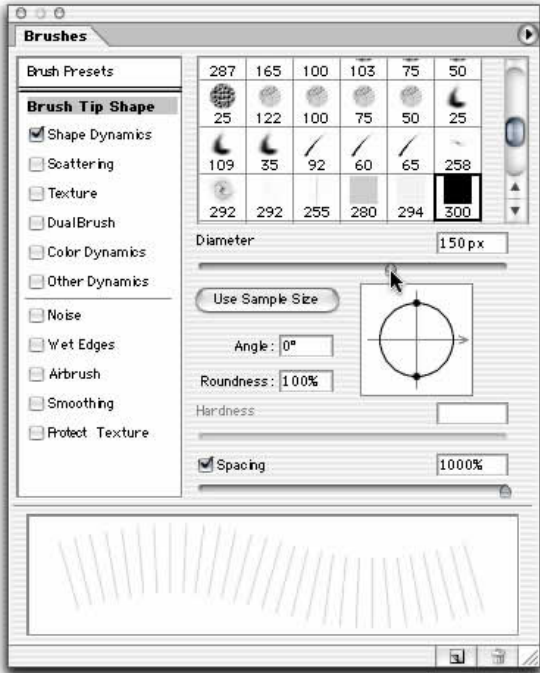 Brushes
Brush Presets
Brush Tip Shape
Shape Dynamics
Scattering
Texture
Dual Brush
Color Dynamics
Other Dynamics
Noise
Wet Edges
Airbrush
Smoothing
Protect Texture
287 165 100 103 75 50
25 122 100 75 50 25
109 35 92 60 65 258
292 292 255 280 294 300
Diameter 150 px
Use Sample Size
Angle: 0°
Roundness: 100%
Hardness
Spacing 1000%